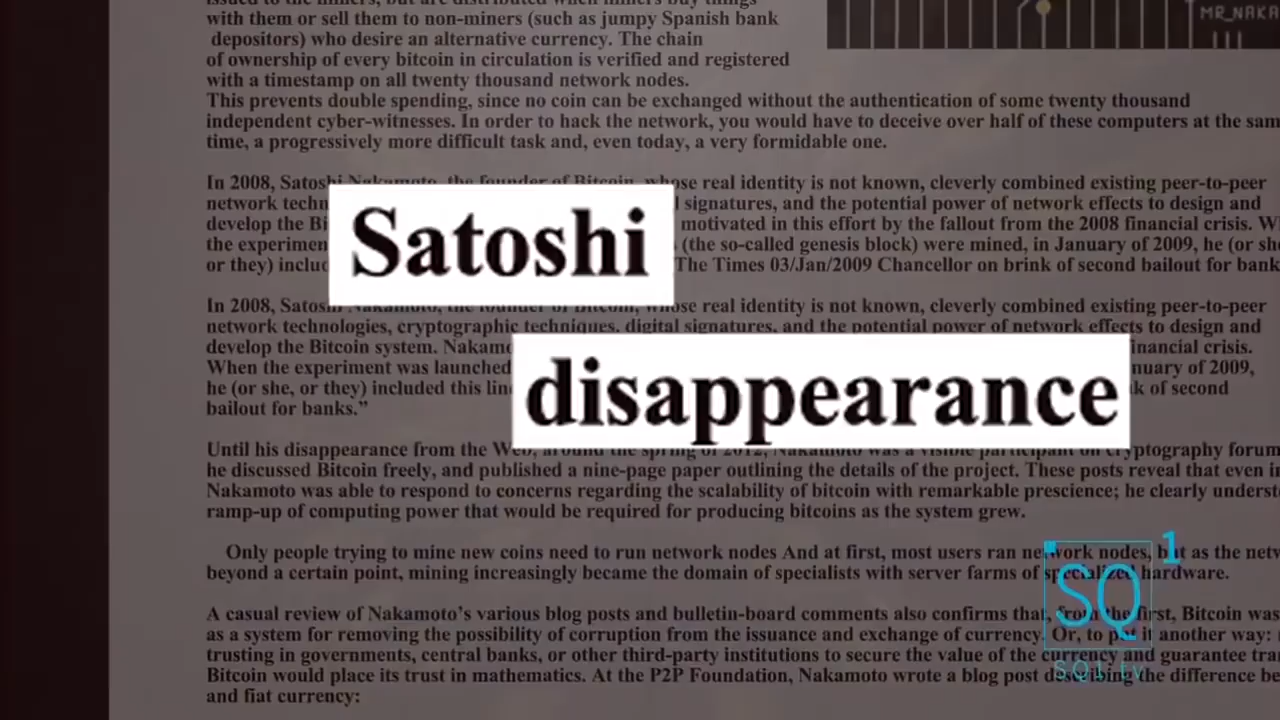 with them or sell them to non-miners (such as jumpy Spanish bank
MR_NAKA
depositors) who desire an alternative currency. The chain
of ownership of every bitcoin in circulation is verified and registered
with a timestamp on all twenty thousand network nodes.
This prevents double spending, since no coin can be exchanged without the authentication of some twenty thousand
independent cyber-witnesses. In order to hack the network, you would have to deceive over half of these computers at the sam
time, a progressively more difficult task and, even today, a very formidable one.
In 2008, Satoshi Nakamoto, the founder of Bitcoin, whose real identity is not known, cleverly combined existing peer-to-peer
network techn signatures, and the potential power of network effects to design and
develop the Bi motivated in this effort by the fallout from the 2008 financial crisis. W
the experimen (the so-called genesis block) were mined, in January of 2009, he (or sh
or they) inclu The Times 03/Jan/2009 Chancellor on brink of second bailout for bank
Satoshi
In 2008, Satoshi Nakamoto, the founder of Bitcoin, whose real identity is not known, cleverly combined existing peer-to-peer
network technologies, cryptographic techniques, digital signatures, and the potential power of network effects to design and
develop the Bitcoin system. Nakamo inancial crisis.
When the experiment was launched nuary of 2009,
he (or she, or they) included this lin k of second
bailout for banks.”
disappearance
Until his disappearance from the Web, around the spring of 2012, Nakamoto was a visible participant on cryptography forum
he discussed Bitcoin freely, and published a nine-page paper outlining the details of the project. These posts reveal that even i
Nakamoto was able to respond to concerns regarding the scalability of bitcoin with remarkable prescience; he clearly underst
ramp-up of computing power that would be required for producing bitcoins as the system grew.
Only people trying to mine new coins need to run network nodes And at first, most users ran network nodes, but as the netw
beyond a certain point, mining increasingly became the domain of specialists with server farms of specialized hardware.
A casual review of Nakamoto’s various blog posts and bulletin-board comments also confirms that, from the first, Bitcoin was
as a system for removing the possibility of corruption from the issuance and exchange of currency. Or, to put it another way:
trusting in governments, central banks, or other third-party institutions to secure the value of the currency and guarantee tra
Bitcoin would place its trust in mathematics. At the P2P Foundation, Nakamoto wrote a blog post describing the difference be
and fiat currency:
SQ1
SQ1.tv